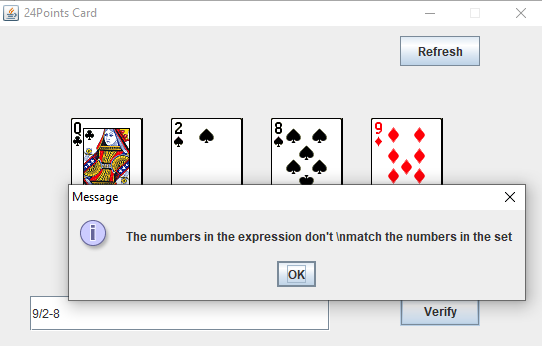 24Points Card
Refresh
Q 2 8 9
Message
The numbers in the expression don't \nmatch the numbers in the set
OK
9/2-8
Verify